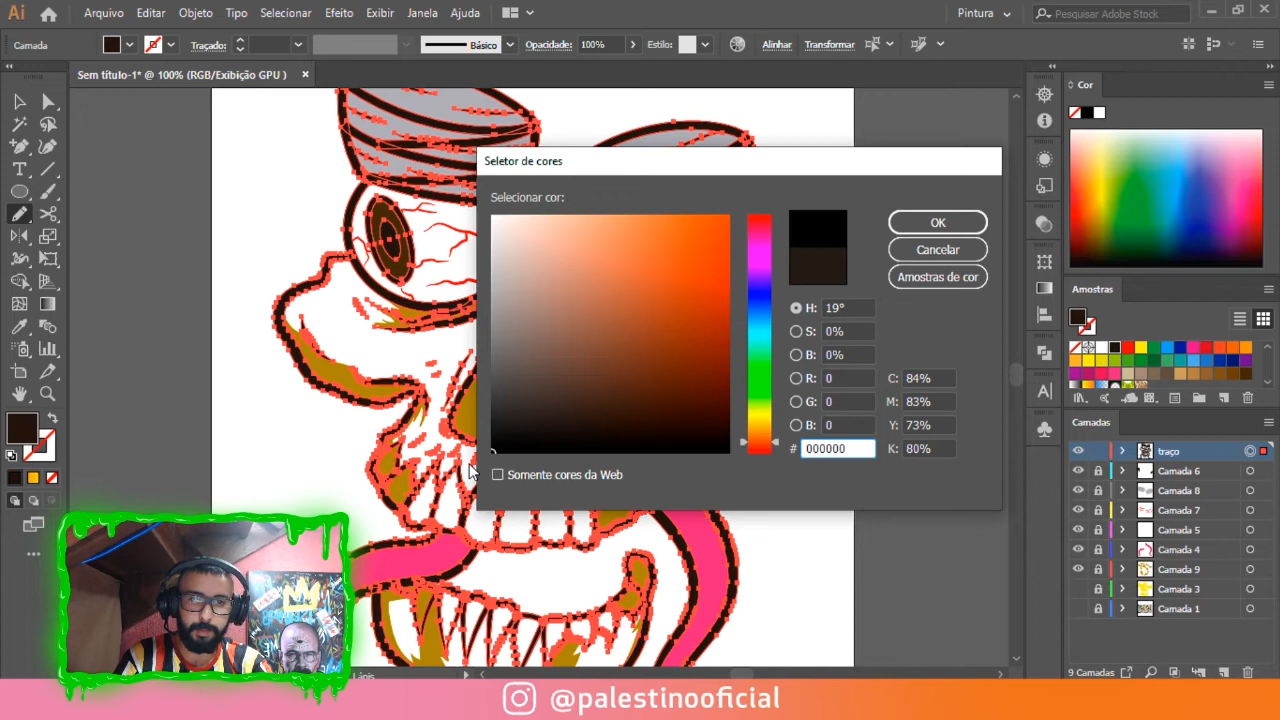 Ai Arquivo Editar Objeto Tipo Selecionar Efeito Exibir Janela Ajuda Pintura Pesquisar Adobe Stock
Camada Traçado: Básico Opacidade: 100% Estilo: Alinhar Transformar
Sem título-1* @ 100% (RGB/Exibição GPU ) ×
Cor
Seletor de cores
Selecionar cor:
OK
Cancelar
Amostras de cor
H: 19°
S: 0%
B: 0%
R: 0 C: 84%
G: 0 M: 83%
B: 0 Y: 73%
# 000000 K: 80%
Somente cores da Web
Amostras
Camadas
traço
Camada 6
Camada 8
Camada 7
Camada 5
Camada 4
Camada 9
Camada 3
Camada 1
Lápis
9 Camadas
@palestinooficial